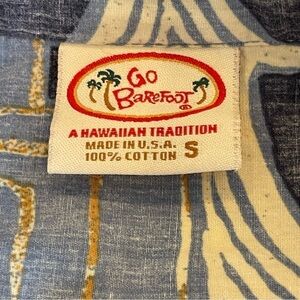 Go
BareFoot
A HAWAIIAN TRADITION
MADE IN U.S.A.
100% COTTON S